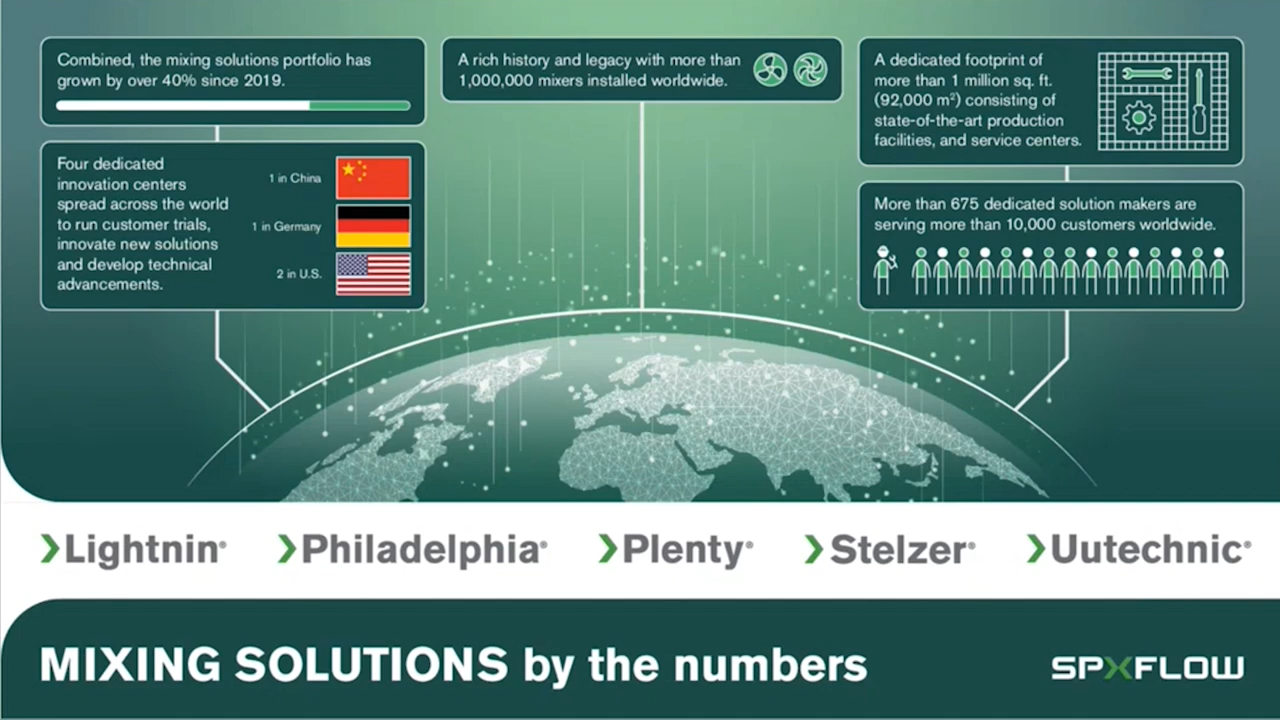 Combined, the mixing solutions portfolio has
grown by over 40% since 2019.
Four dedicated
innovation centers
spread across the world
to run customer trials,
innovate new solutions
and develop technical
advancements.
1 in China
1 in Germany
2 in U.S.
A rich history and legacy with more than
1,000,000 mixers installed worldwide.
A dedicated footprint of
more than 1 million sq. ft.
(92,000 m²) consisting of
state-of-the-art production
facilities, and service centers.
More than 675 dedicated solution makers are
serving more than 10,000 customers worldwide.
Lightnin®
Philadelphia®
Plenty®
Stelzer®
Uutechnic®
MIXING SOLUTIONS by the numbers
SPXFLOW